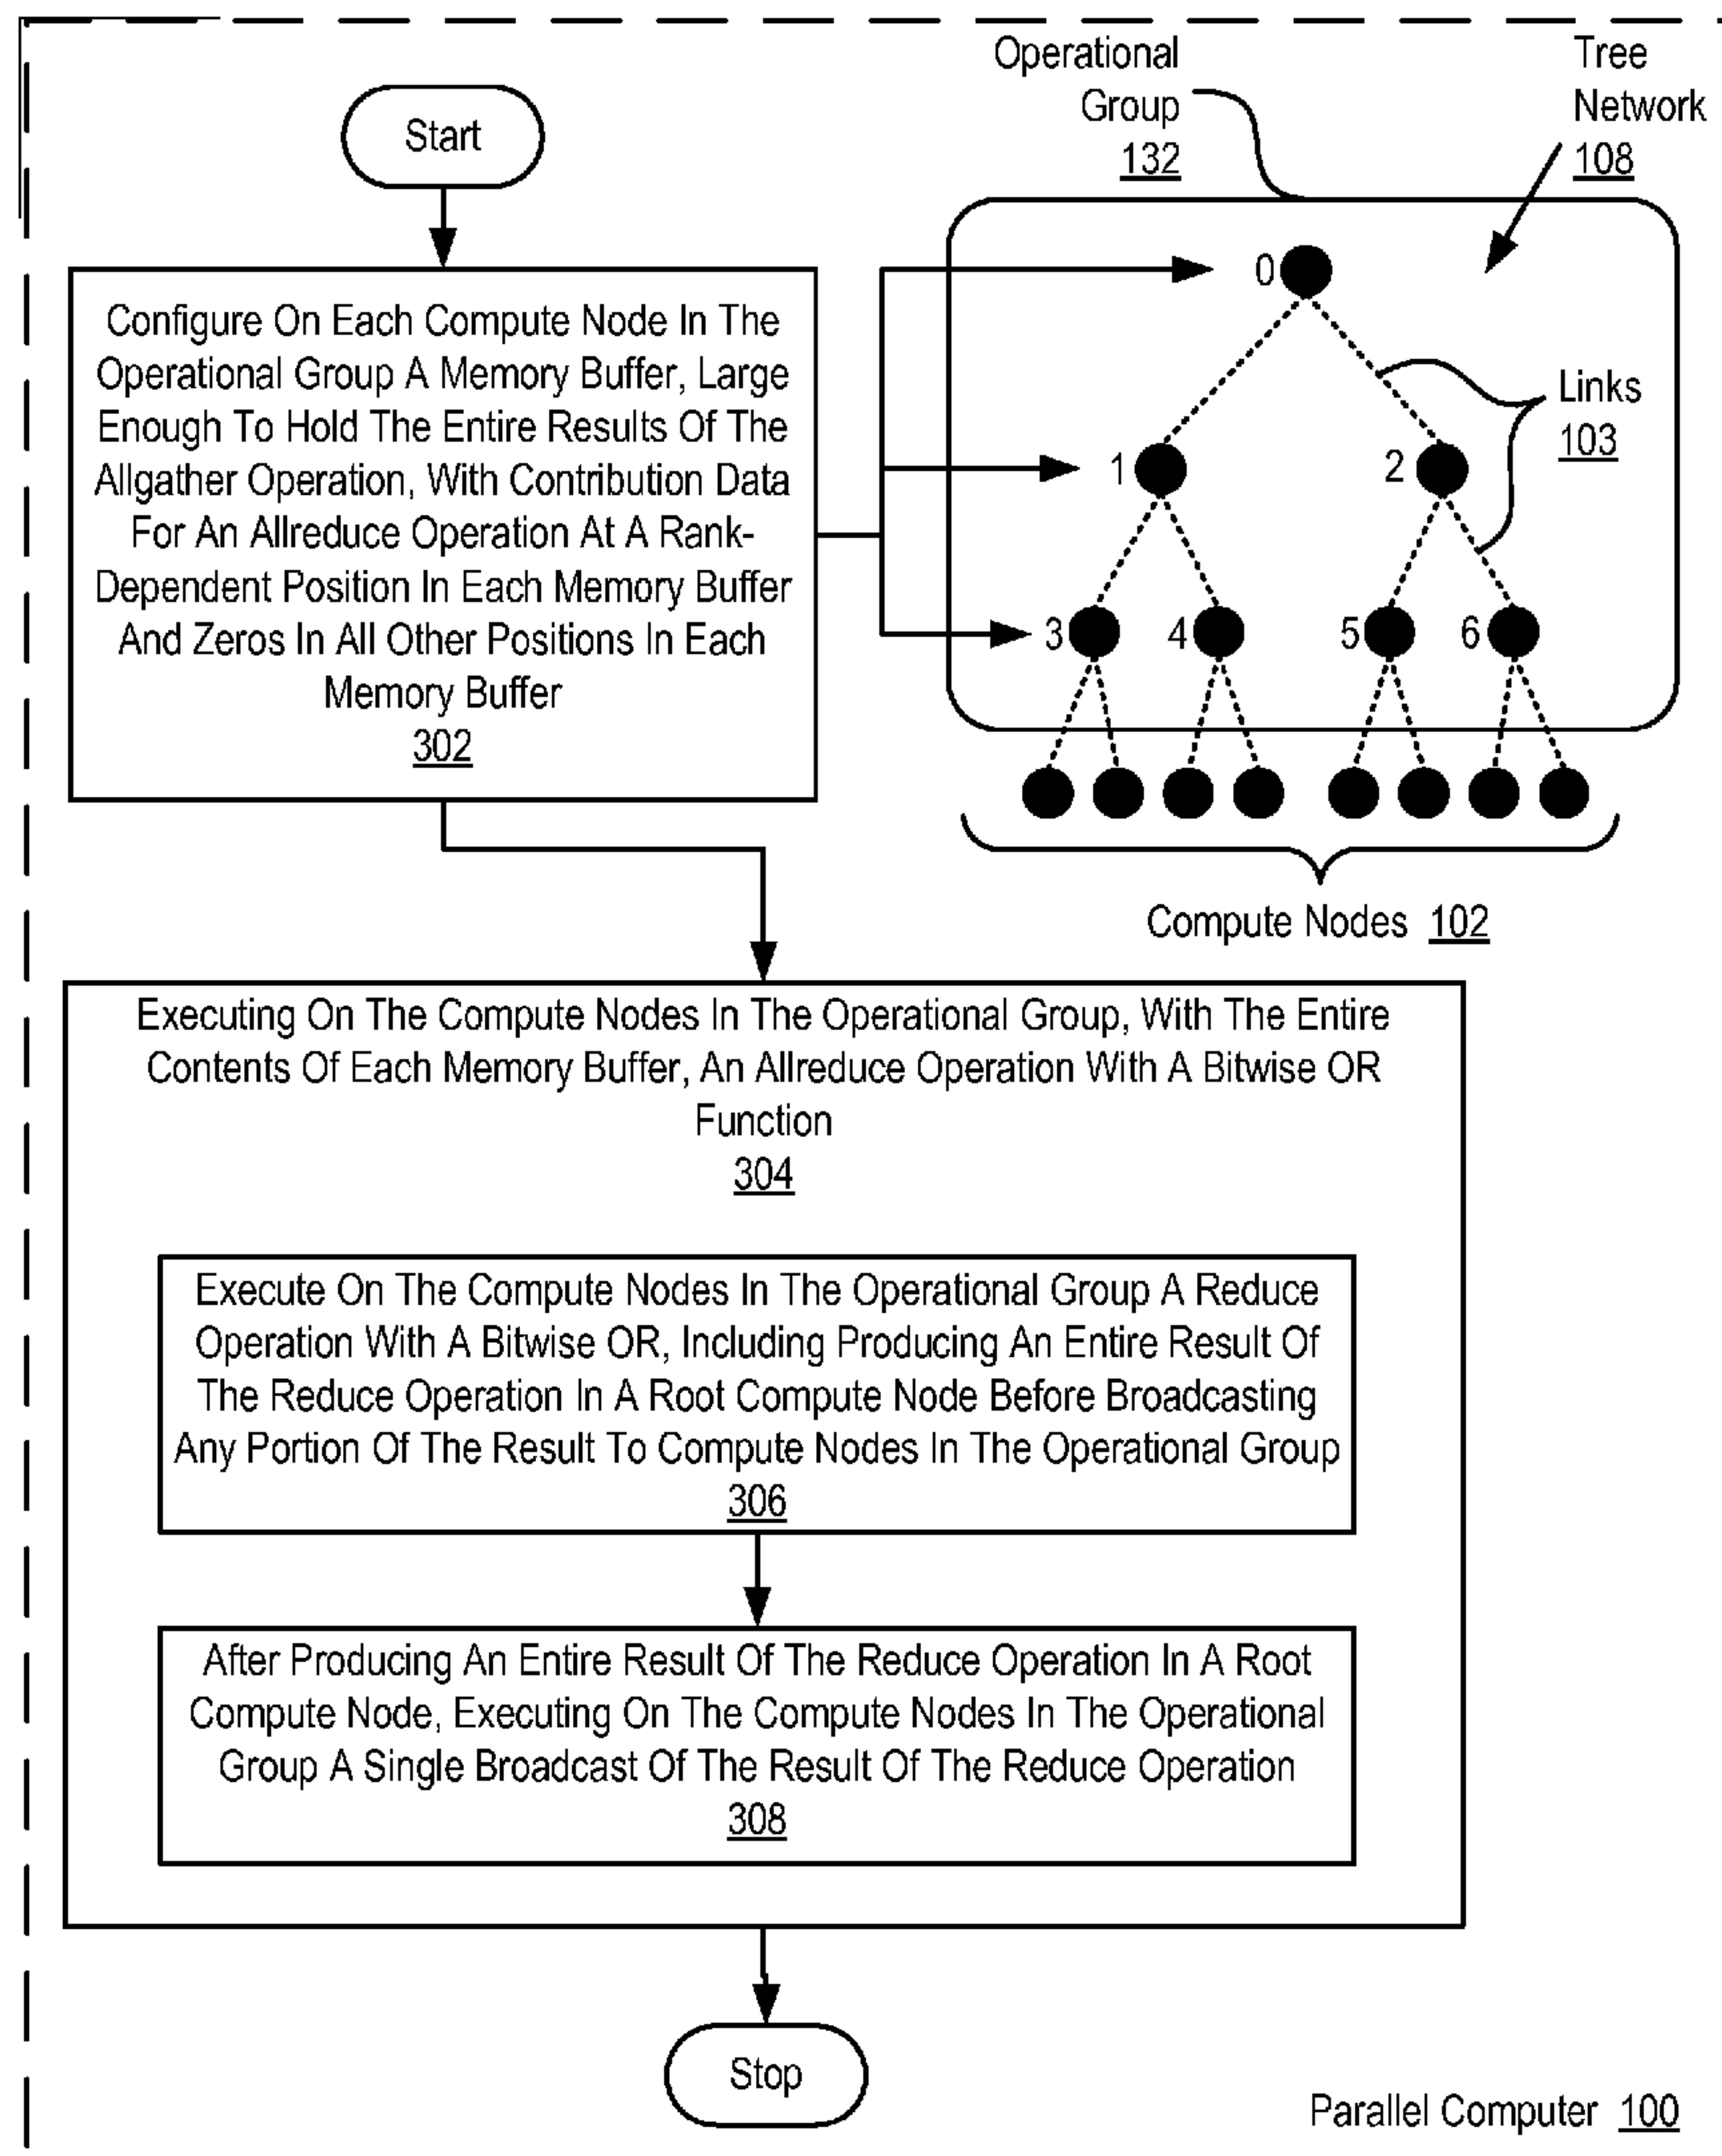 Start
Configure On Each Compute Node In The
Operational Group A Memory Buffer, Large
Enough To Hold The Entire Results Of The
Allgather Operation, With Contribution Data
For An Allreduce Operation At A Rank-
Dependent Position In Each Memory Buffer
And Zeros In All Other Positions In Each
Memory Buffer
302
Operational
Group
132
Tree
Network
108
0
1
2
Links
103
3
4
5
6
Compute Nodes 102
Executing On The Compute Nodes In The Operational Group, With The Entire
Contents Of Each Memory Buffer, An Allreduce Operation With A Bitwise OR
Function
304
Execute On The Compute Nodes In The Operational Group A Reduce
Operation With A Bitwise OR, Including Producing An Entire Result Of
The Reduce Operation In A Root Compute Node Before Broadcasting
Any Portion Of The Result To Compute Nodes In The Operational Group
306
After Producing An Entire Result Of The Reduce Operation In A Root
Compute Node, Executing On The Compute Nodes In The Operational
Group A Single Broadcast Of The Result Of The Reduce Operation
308
Stop
Parallel Computer 100